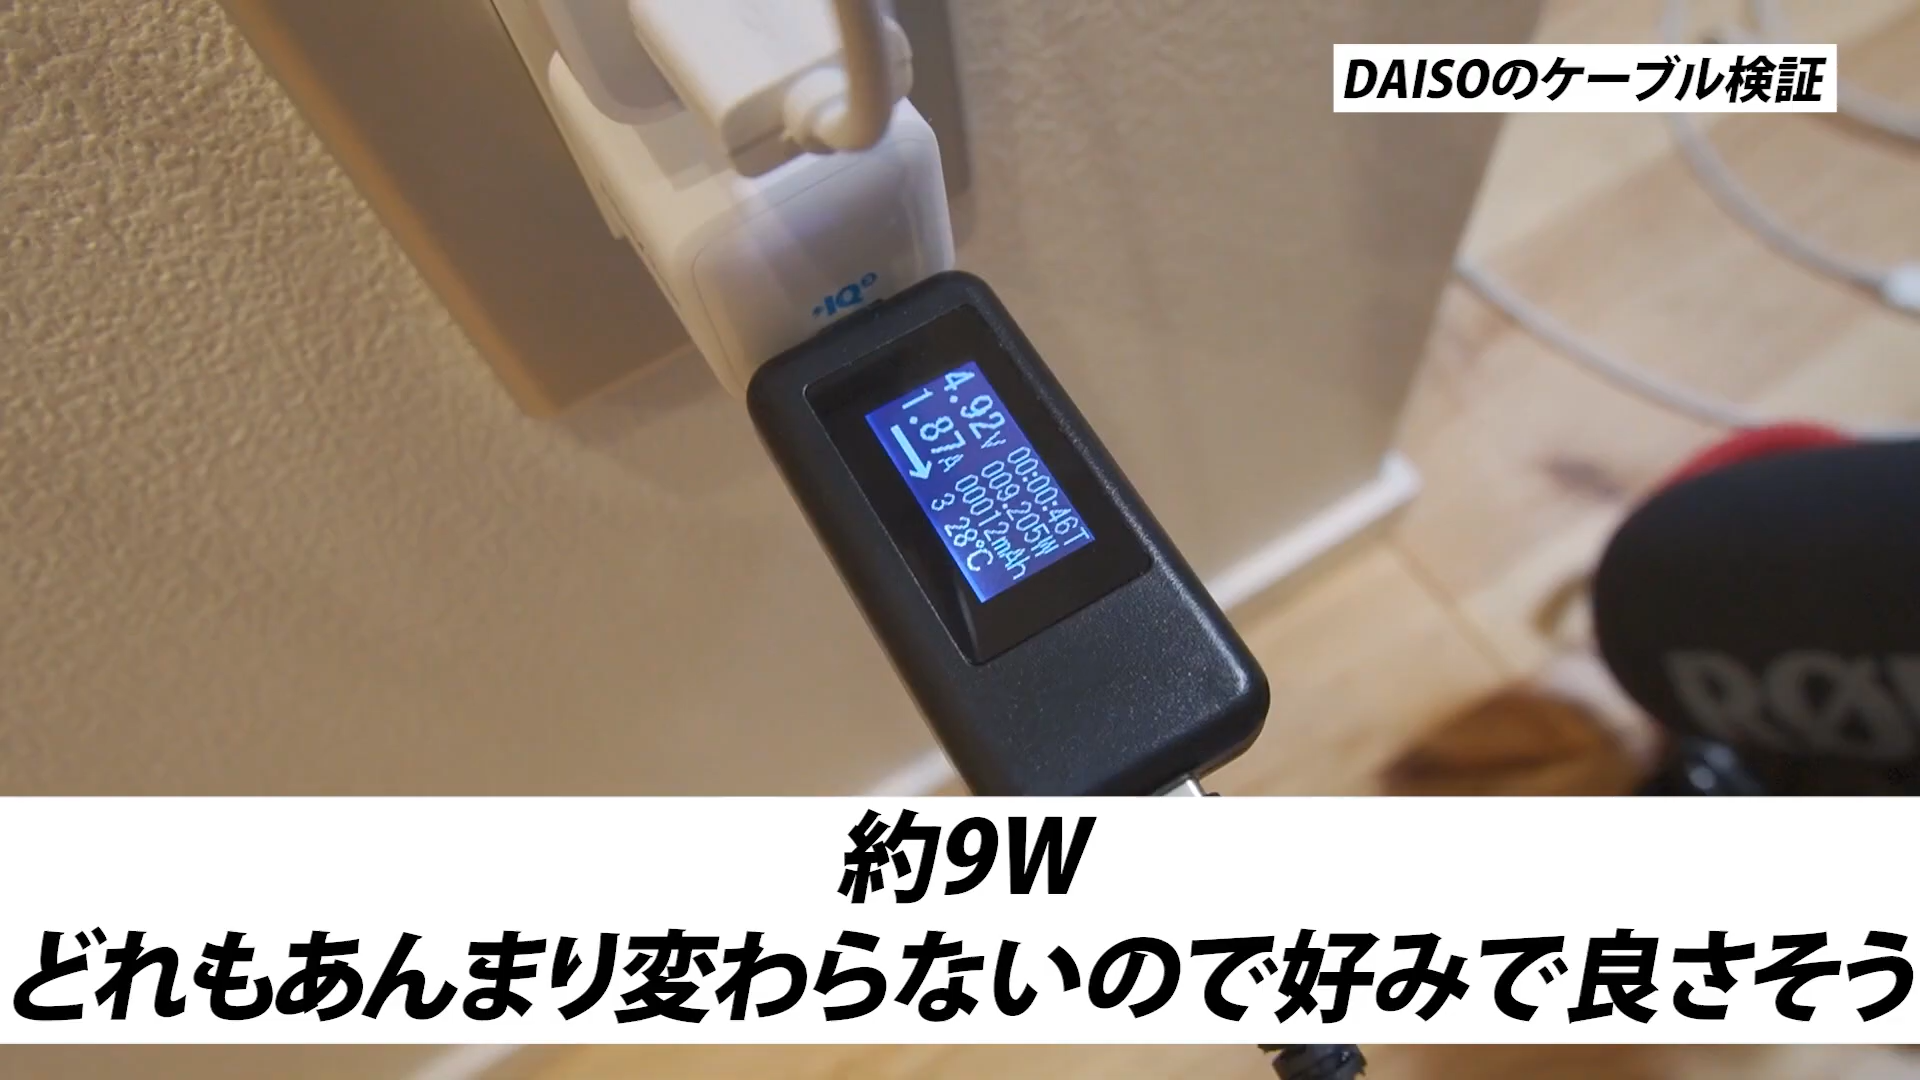 DAISOのケーブル検証
IQ
4.92V
1.87A
00:00:46T
009.205W
00012mAh
3 28℃
約9W
どれもあんまり変わらないので好みで良さそう